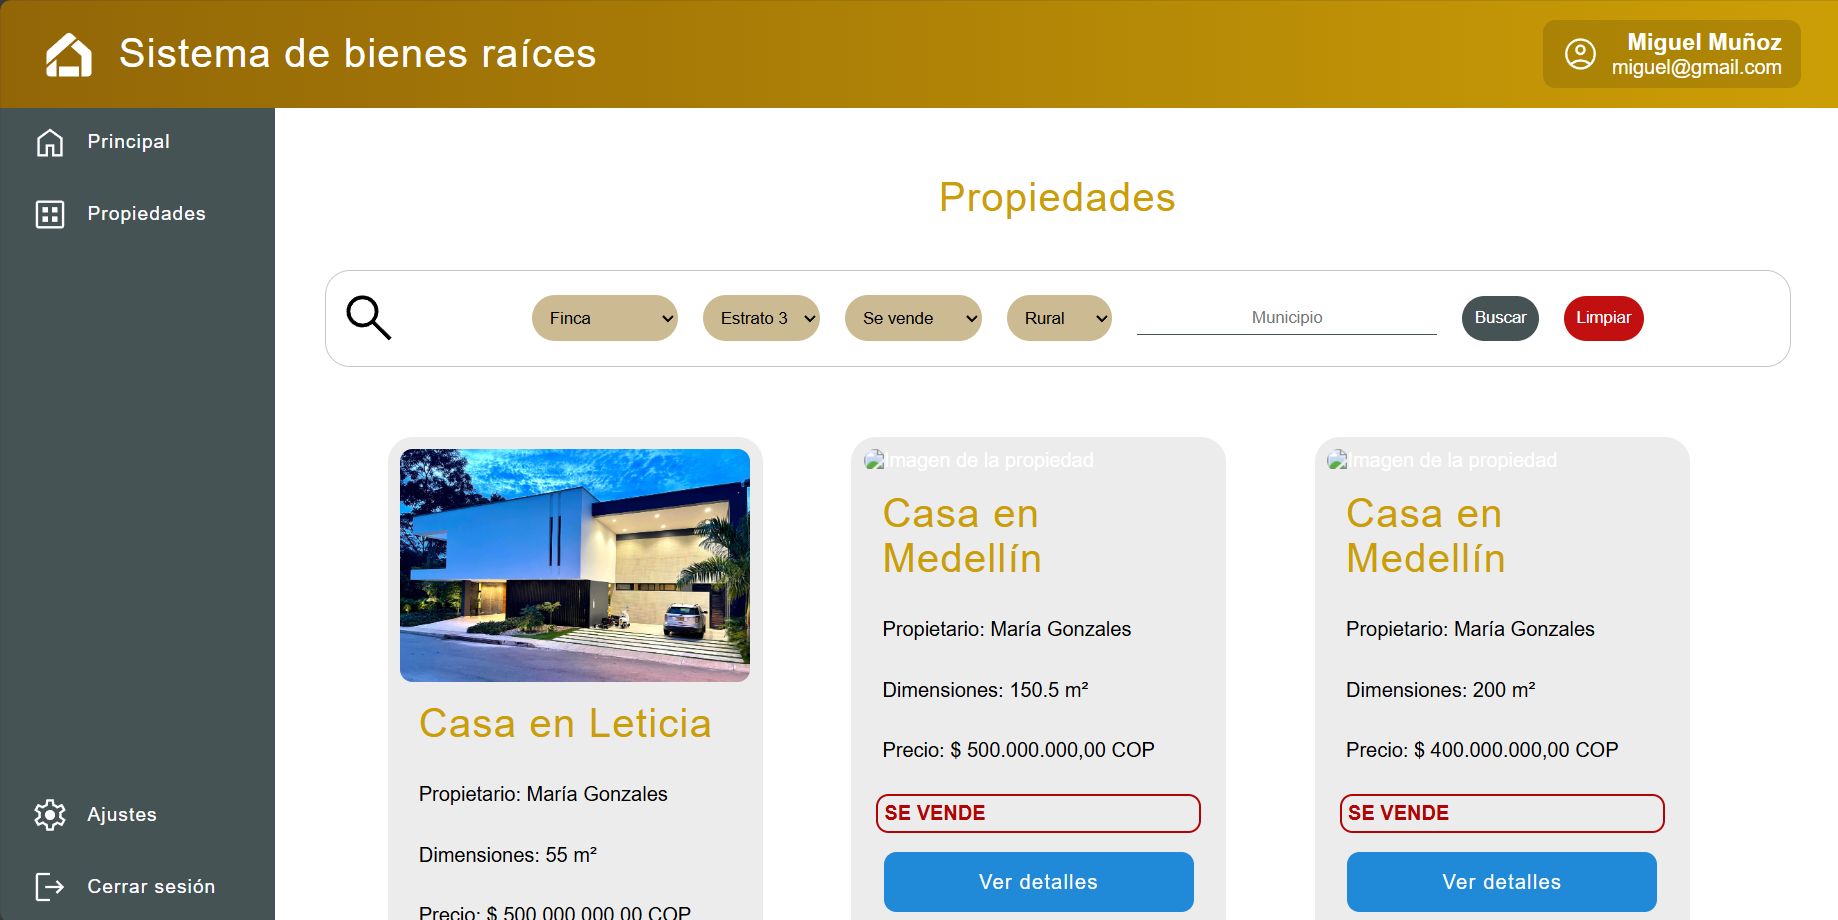 Sistema de bienes raíces
Miguel Muñoz
miguel@gmail.com
Principal
Propiedades
Ajustes
Cerrar sesión
Propiedades
Finca
Estrato 3
Se vende
Rural
Municipio
Buscar
Limpiar
Casa en Leticia
Propietario: María Gonzales
Dimensiones: 55 m²
Precio: $ 500.000.000,00 COP
Imagen de la propiedad
Casa en
Medellín
Propietario: María Gonzales
Dimensiones: 150.5 m²
Precio: $ 500.000.000,00 COP
SE VENDE
Ver detalles
Imagen de la propiedad
Casa en
Medellín
Propietario: María Gonzales
Dimensiones: 200 m²
Precio: $ 400.000.000,00 COP
SE VENDE
Ver detalles